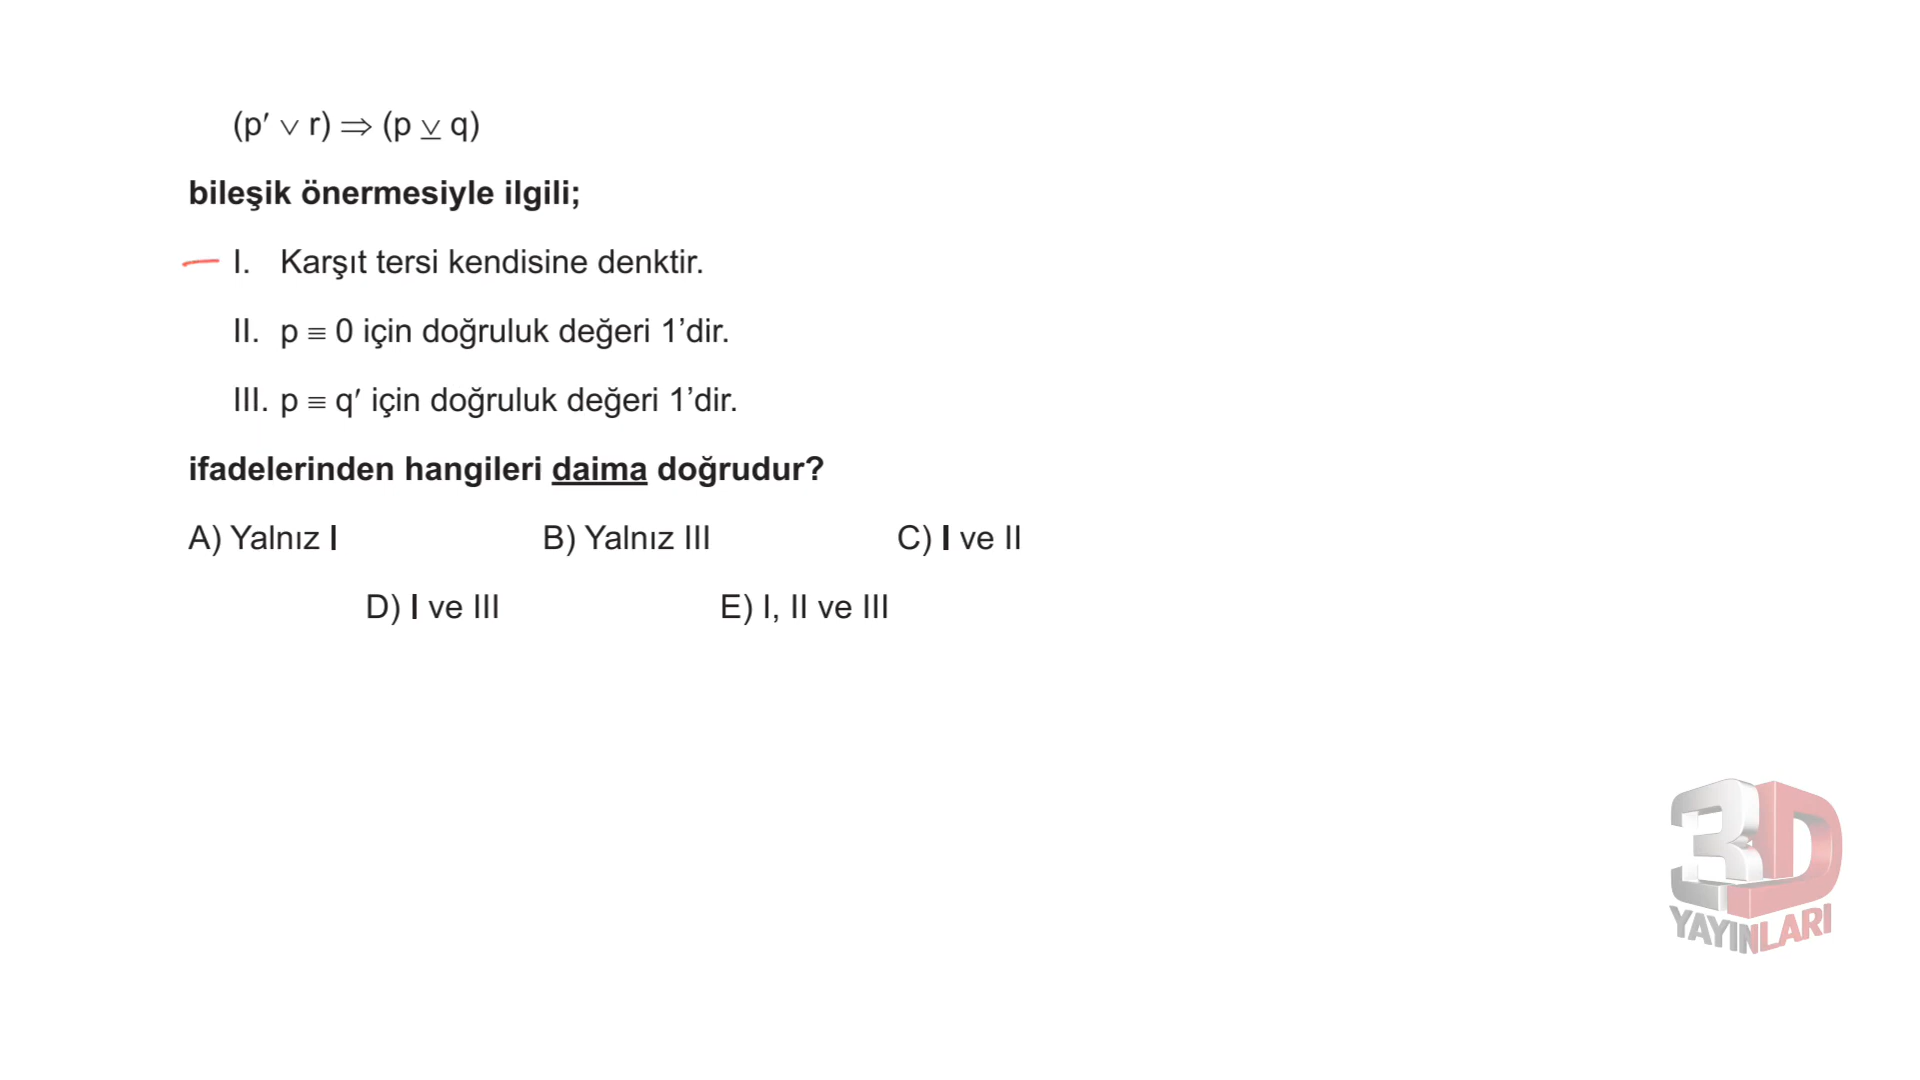 (p′ ∨ r) ⇒ (p ⊻ q)
bileşik önermesiyle ilgili;
I. Karşıt tersi kendisine denktir.
II. p ≡ 0 için doğruluk değeri 1’dir.
III. p ≡ q′ için doğruluk değeri 1’dir.
ifadelerinden hangileri daima doğrudur?
A) Yalnız I B) Yalnız III C) I ve II
D) I ve III E) I, II ve III
3D
YAYINLARI